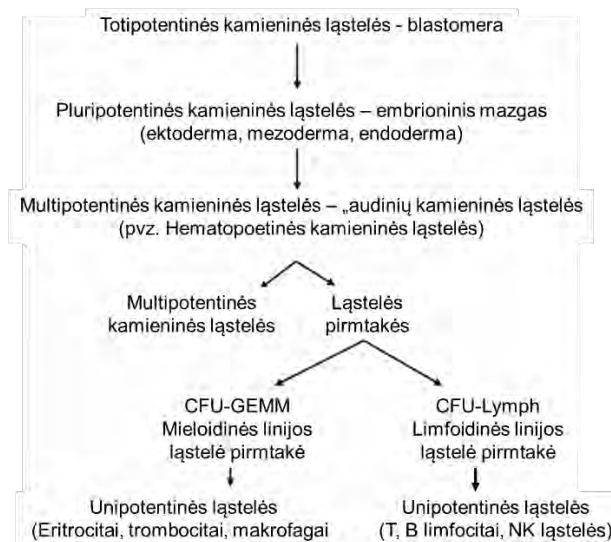 Totipotentinės kamieninės ląstelės - blastomera
Pluripotentinės kamieninės ląstelės – embrioninis mazgas
(ektoderma, mezoderma, endoderma)
Multipotentinės kamieninės ląstelės – „audinių kamieninės ląstelės
(pvz. Hematopoetinės kamieninės ląstelės)
Multipotentinės
kamieninės ląstelės
Ląstelės
pirmtakės
CFU-GEMM
Mieloidinės linijos
ląstelė pirmtakė
CFU-Lymph
Limfoidinės linijos
ląstelė pirmtakė
Unipotentinės ląstelės
(Eritrocitai, trombocitai, makrofagai
Unipotentinės ląstelės
(T, B limfocitai, NK ląstelės)